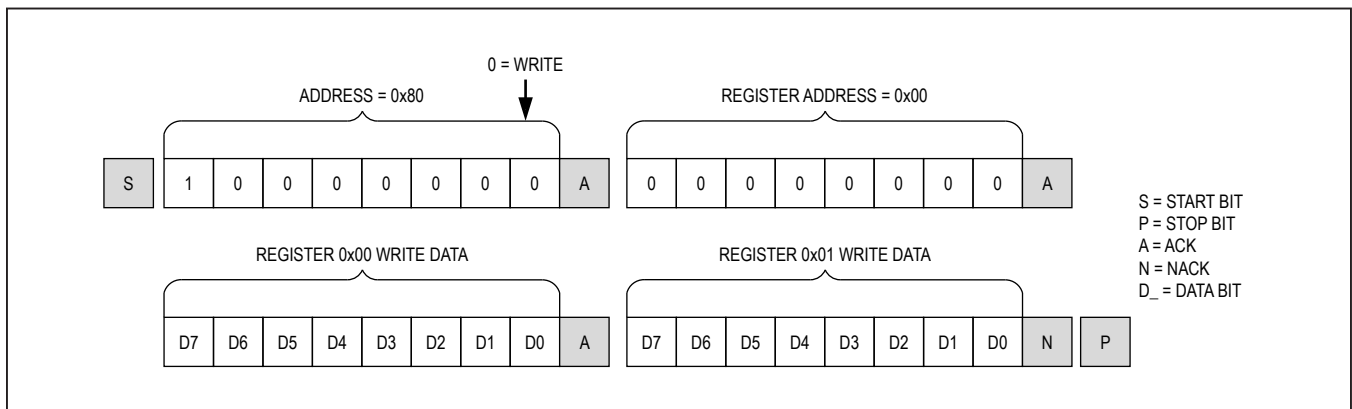 0 = WRITE
ADDRESS = 0x80 REGISTER ADDRESS = 0x00
S 1 0 0 0 0 0 0 0 A 0 0 0 0 0 0 0 0 A
S = START BIT
P = STOP BIT
A = ACK
N = NACK
D_ = DATA BIT
REGISTER 0x00 WRITE DATA REGISTER 0x01 WRITE DATA
D7 D6 D5 D4 D3 D2 D1 D0 A D7 D6 D5 D4 D3 D2 D1 D0 N P